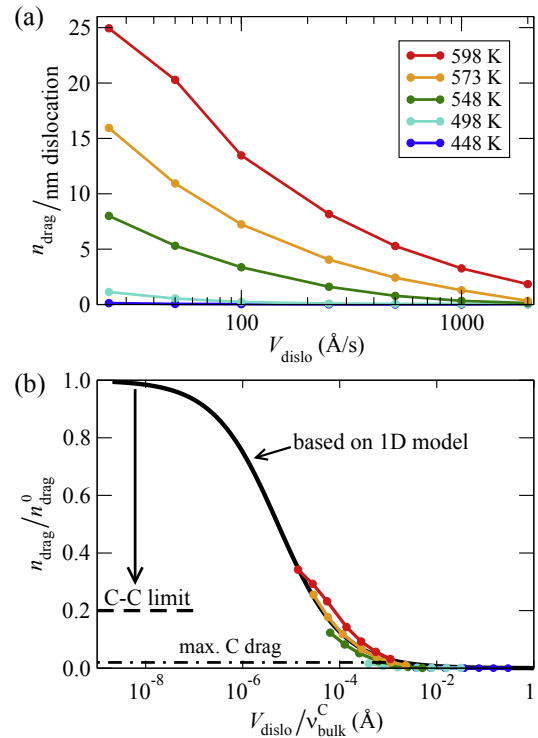 (a)
25
20
15
10
5
0
n_drag/nm dislocation
598 K
573 K
548 K
498 K
448 K
100
1000
V_dislo (Å/s)
(b)
1.0
0.8
0.6
0.4
0.2
0.0
n_drag/n^0_drag
based on 1D model
C-C limit
max. C drag
10^-8
10^-6
10^-4
10^-2
1
V_dislo/ν^C_bulk (Å)